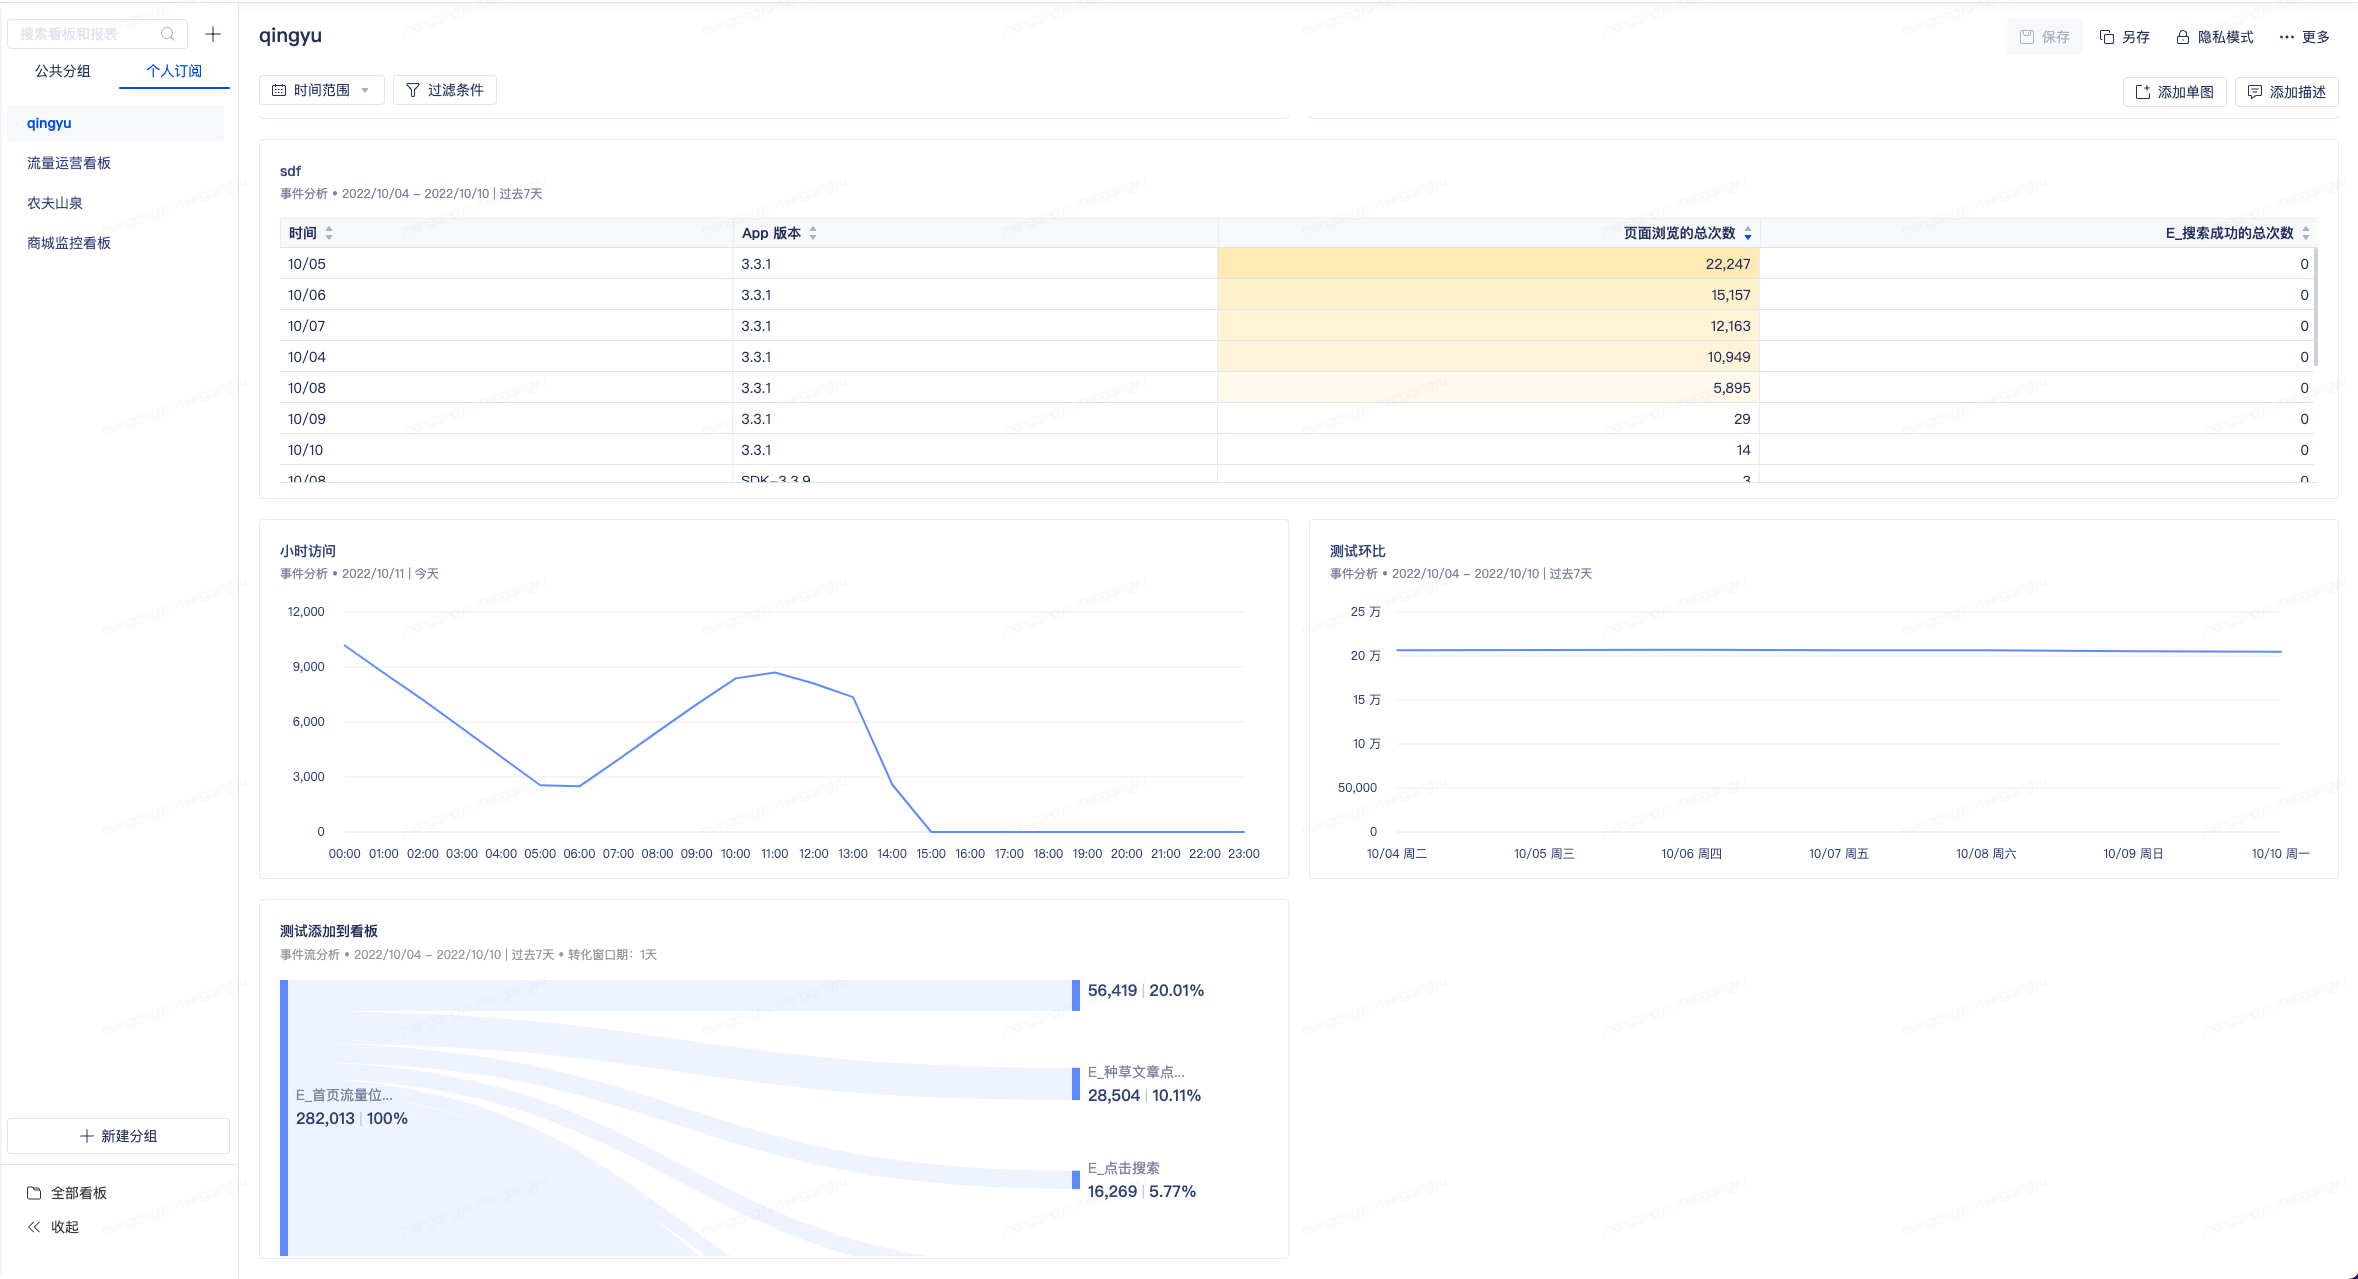 搜索看板和报表
公共分组 个人订阅
qingyu
流量运营看板
农夫山泉
商城监控看板
新建分组
全部看板
收起
qingyu
保存 另存 隐私模式 更多
时间范围 过滤条件
添加单图 添加描述
sdf
事件分析 • 2022/10/04 - 2022/10/10 | 过去7天
时间 App 版本 页面浏览的总次数 E_搜索成功的总次数
10/05 3.3.1 22,247 0
10/06 3.3.1 15,157 0
10/07 3.3.1 12,163 0
10/04 3.3.1 10,949 0
10/08 3.3.1 5,895 0
10/09 3.3.1 29 0
10/10 3.3.1 14 0
10/08 SDK-3.3.9 3 0
小时访问
事件分析 • 2022/10/11 | 今天
12,000
9,000
6,000
3,000
0
00:00 01:00 02:00 03:00 04:00 05:00 06:00 07:00 08:00 09:00 10:00 11:00 12:00 13:00 14:00 15:00 16:00 17:00 18:00 19:00 20:00 21:00 22:00 23:00
测试环比
事件分析 • 2022/10/04 - 2022/10/10 | 过去7天
25 万
20 万
15 万
10 万
50,000
0
10/04 周二 10/05 周三 10/06 周四 10/07 周五 10/08 周六 10/09 周日 10/10 周一
测试添加到看板
事件流分析 • 2022/10/04 - 2022/10/10 | 过去7天 • 转化窗口期：1天
E_首页流量位...
282,013 | 100%
56,419 | 20.01%
E_种草文章点...
28,504 | 10.11%
E_点击搜索
16,269 | 5.77%
mengqingyu mengqingyu